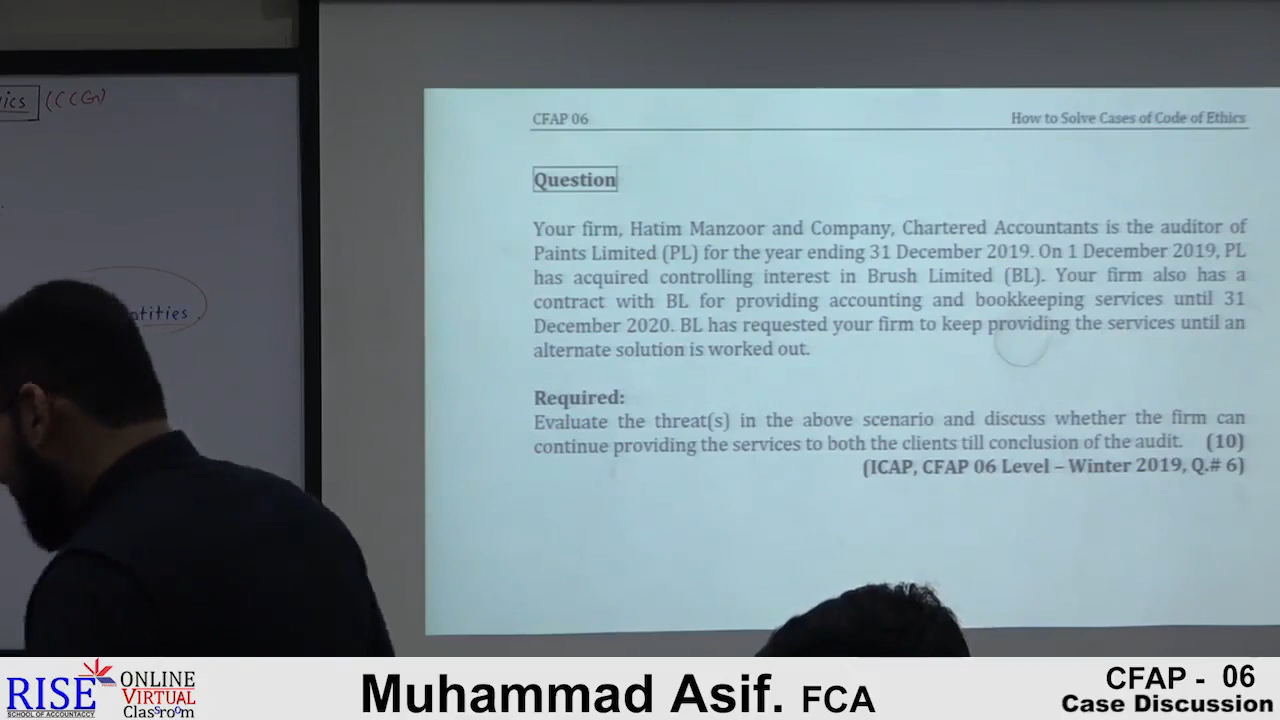 ics (CCG)
ntities
CFAP 06 How to Solve Cases of Code of Ethics
Question
Your firm, Hatim Manzoor and Company, Chartered Accountants is the auditor of
Paints Limited (PL) for the year ending 31 December 2019. On 1 December 2019, PL
has acquired controlling interest in Brush Limited (BL). Your firm also has a
contract with BL for providing accounting and bookkeeping services until 31
December 2020. BL has requested your firm to keep providing the services until an
alternate solution is worked out.
Required:
Evaluate the threat(s) in the above scenario and discuss whether the firm can
continue providing the services to both the clients till conclusion of the audit. (10)
(ICAP, CFAP 06 Level – Winter 2019, Q.# 6)
RISE
SCHOOL OF ACCOUNTANCY
ONLINE
VIRTUAL
Classroom
Muhammad Asif. FCA
CFAP - 06
Case Discussion